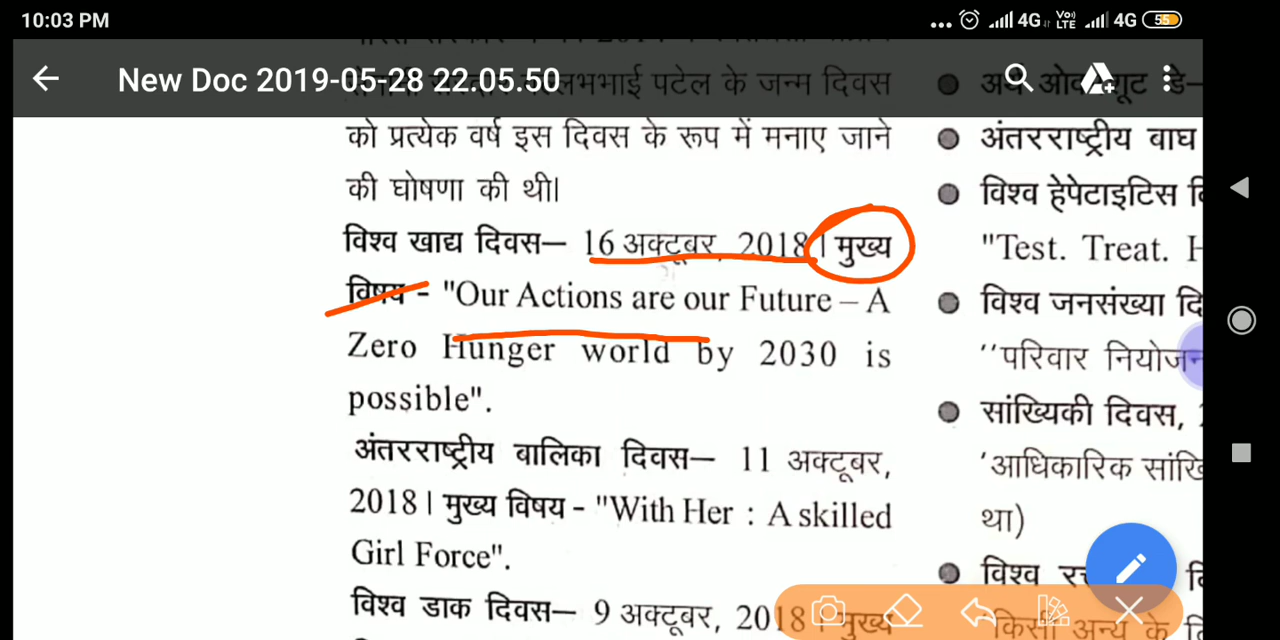 10:03 PM
4G
VO) LTE
4G
55
New Doc 2019-05-28 22.05.50
पटेल के जन्म दिवस
को प्रत्येक वर्ष इस दिवस के रूप में मनाए जाने
की घोषणा की थी।
विश्व खाद्य दिवस– 16 अक्टूबर, 2018। मुख्य
विषय - "Our Actions are our Future – A
Zero Hunger world by 2030 is
possible".
अंतरराष्ट्रीय बालिका दिवस– 11 अक्टूबर,
2018। मुख्य विषय - "With Her : A skilled
Girl Force".
विश्व डाक दिवस– 9 अक्टूबर, 2018। मुख्य
डे–
अंतरराष्ट्रीय बाघ
विश्व हेपेटाइटिस
"Test. Treat.
विश्व जनसंख्या
''परिवार
सांख्यिकी दिवस,
'आधिकारिक
था)
विश्व
'किसी अन्य के